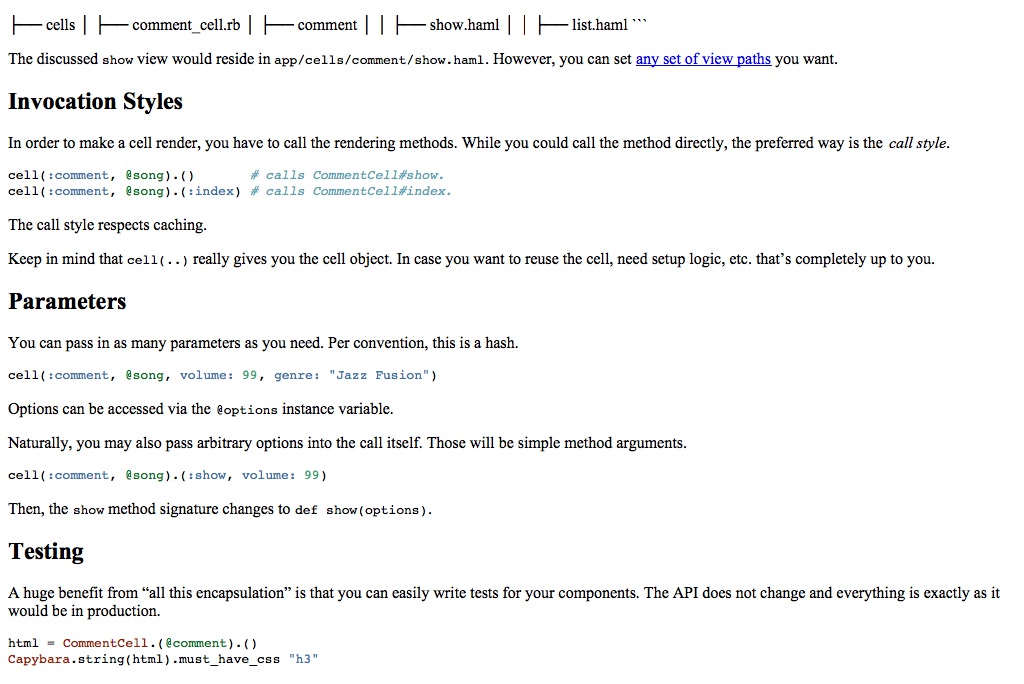 ├── cells │ ├── comment_cell.rb │ ├── comment │ │ ├── show.haml │ │ ├── list.haml ```
The discussed show view would reside in app/cells/comment/show.haml. However, you can set any set of view paths you want.
Invocation Styles
In order to make a cell render, you have to call the rendering methods. While you could call the method directly, the preferred way is the call style.
cell(:comment, @song).()       # calls CommentCell#show.
cell(:comment, @song).(:index) # calls CommentCell#index.
The call style respects caching.
Keep in mind that cell(..) really gives you the cell object. In case you want to reuse the cell, need setup logic, etc. that’s completely up to you.
Parameters
You can pass in as many parameters as you need. Per convention, this is a hash.
cell(:comment, @song, volume: 99, genre: "Jazz Fusion")
Options can be accessed via the @options instance variable.
Naturally, you may also pass arbitrary options into the call itself. Those will be simple method arguments.
cell(:comment, @song).(:show, volume: 99)
Then, the show method signature changes to def show(options).
Testing
A huge benefit from “all this encapsulation” is that you can easily write tests for your components. The API does not change and everything is exactly as it
would be in production.
html = CommentCell.(@comment).()
Capybara.string(html).must_have_css "h3"